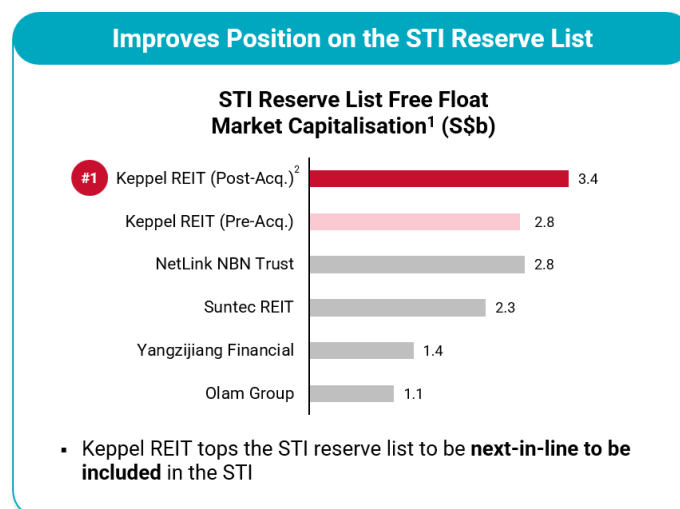 Improves Position on the STI Reserve List
STI Reserve List Free Float
Market Capitalisation¹ (S$b)
#1 Keppel REIT (Post-Acq.)² 3.4
Keppel REIT (Pre-Acq.) 2.8
NetLink NBN Trust 2.8
Suntec REIT 2.3
Yangzijiang Financial 1.4
Olam Group 1.1
▪ Keppel REIT tops the STI reserve list to be next-in-line to be
included in the STI